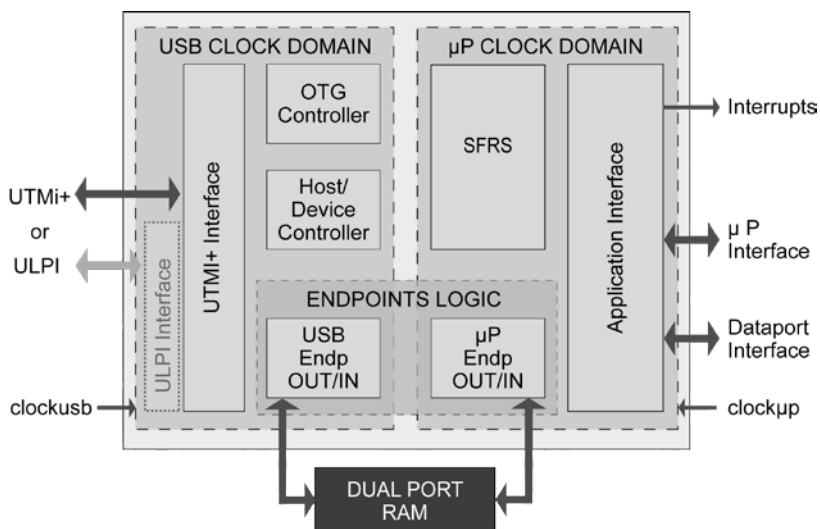 USB CLOCK DOMAIN
µP CLOCK DOMAIN
OTG
Controller
SFRS
Interrupts
Host/
Device
Controller
UTMi+
or
ULPI
ULPI Interface
UTMI+ Interface
Application Interface
µ P
Interface
ENDPOINTS LOGIC
USB
Endp
OUT/IN
µP
Endp
OUT/IN
Dataport
Interface
clockusb
clockµp
DUAL PORT
RAM